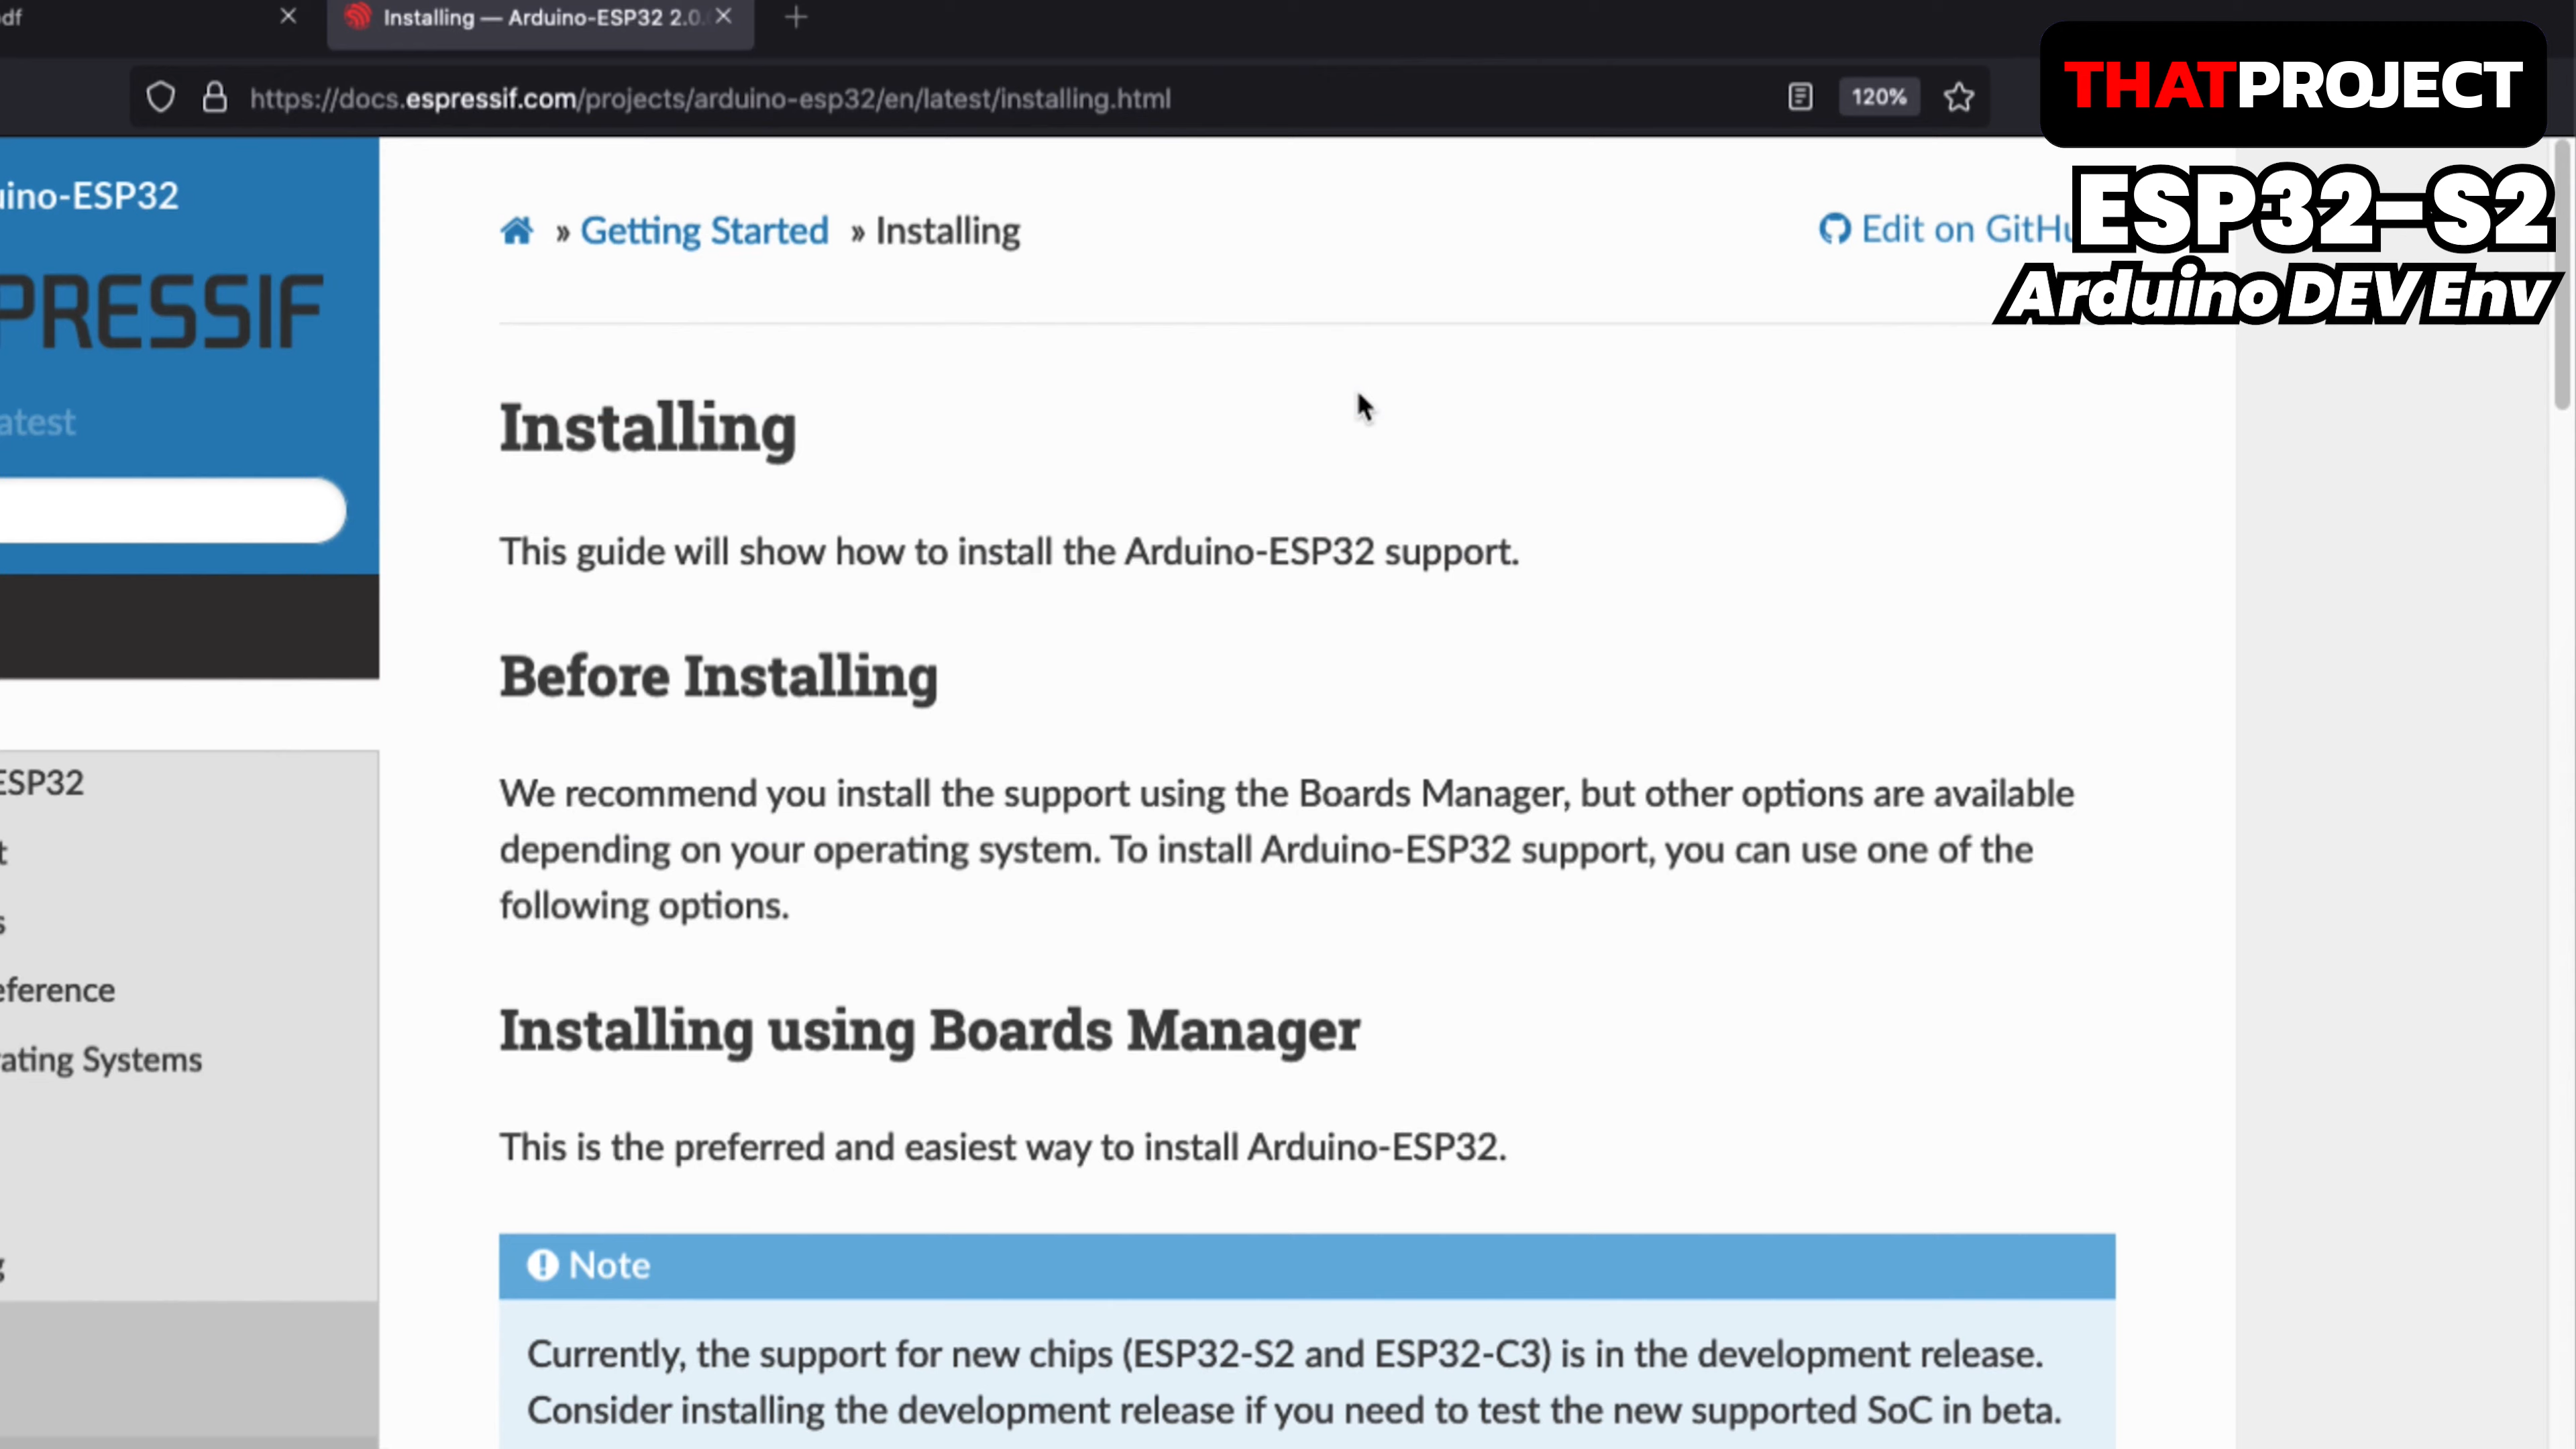 df
Installing — Arduino-ESP32 2.0.
https://docs.espressif.com/projects/arduino-esp32/en/latest/installing.html
120%
THATPROJECT
ESP32-S2
Arduino DEV Env
uino-ESP32
PRESSIF
atest
ESP32
t
s
eference
rating Systems
g
» Getting Started » Installing
Edit on GitHu
Installing
This guide will show how to install the Arduino-ESP32 support.
Before Installing
We recommend you install the support using the Boards Manager, but other options are available
depending on your operating system. To install Arduino-ESP32 support, you can use one of the
following options.
Installing using Boards Manager
This is the preferred and easiest way to install Arduino-ESP32.
Note
Currently, the support for new chips (ESP32-S2 and ESP32-C3) is in the development release.
Consider installing the development release if you need to test the new supported SoC in beta.